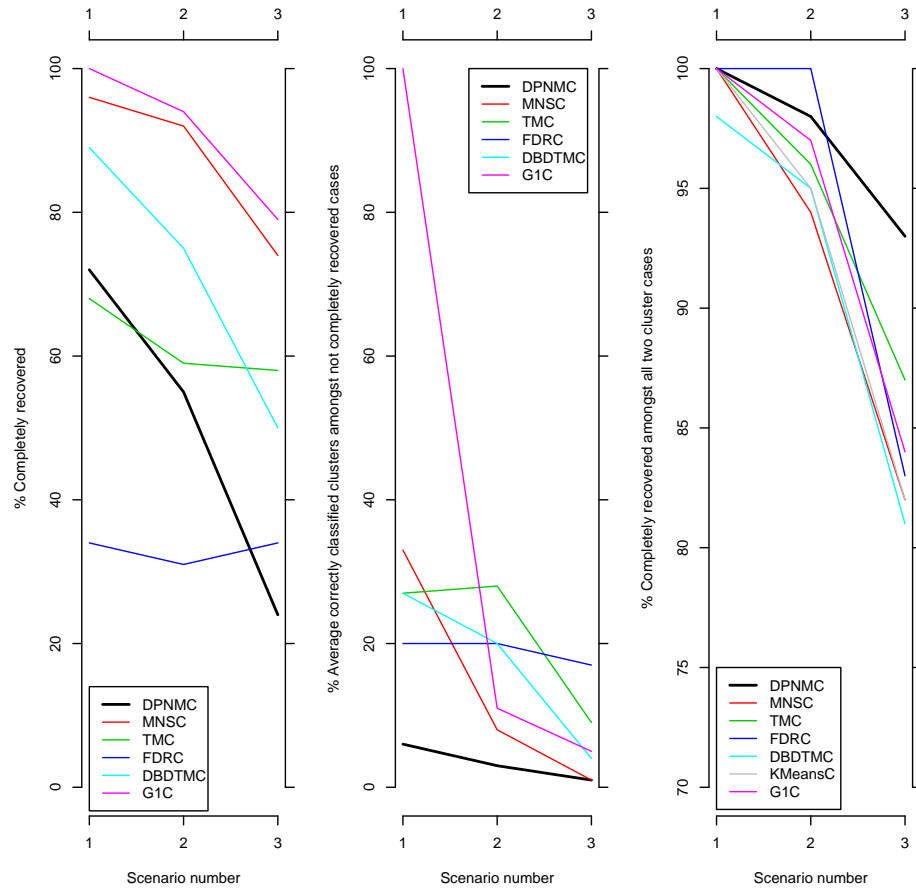 1 2 3
0 20 40 60 80 100
% Completely recovered
DPNMC
MNSC
TMC
FDRC
DBDTMC
G1C
1 2 3
Scenario number
1 2 3
0 20 40 60 80 100
% Average correctly classified clusters amongst not completely recovered cases
DPNMC
MNSC
TMC
FDRC
DBDTMC
G1C
1 2 3
Scenario number
1 2 3
70 75 80 85 90 95 100
% Completely recovered amongst all two cluster cases
DPNMC
MNSC
TMC
FDRC
DBDTMC
KMeansC
G1C
1 2 3
Scenario number